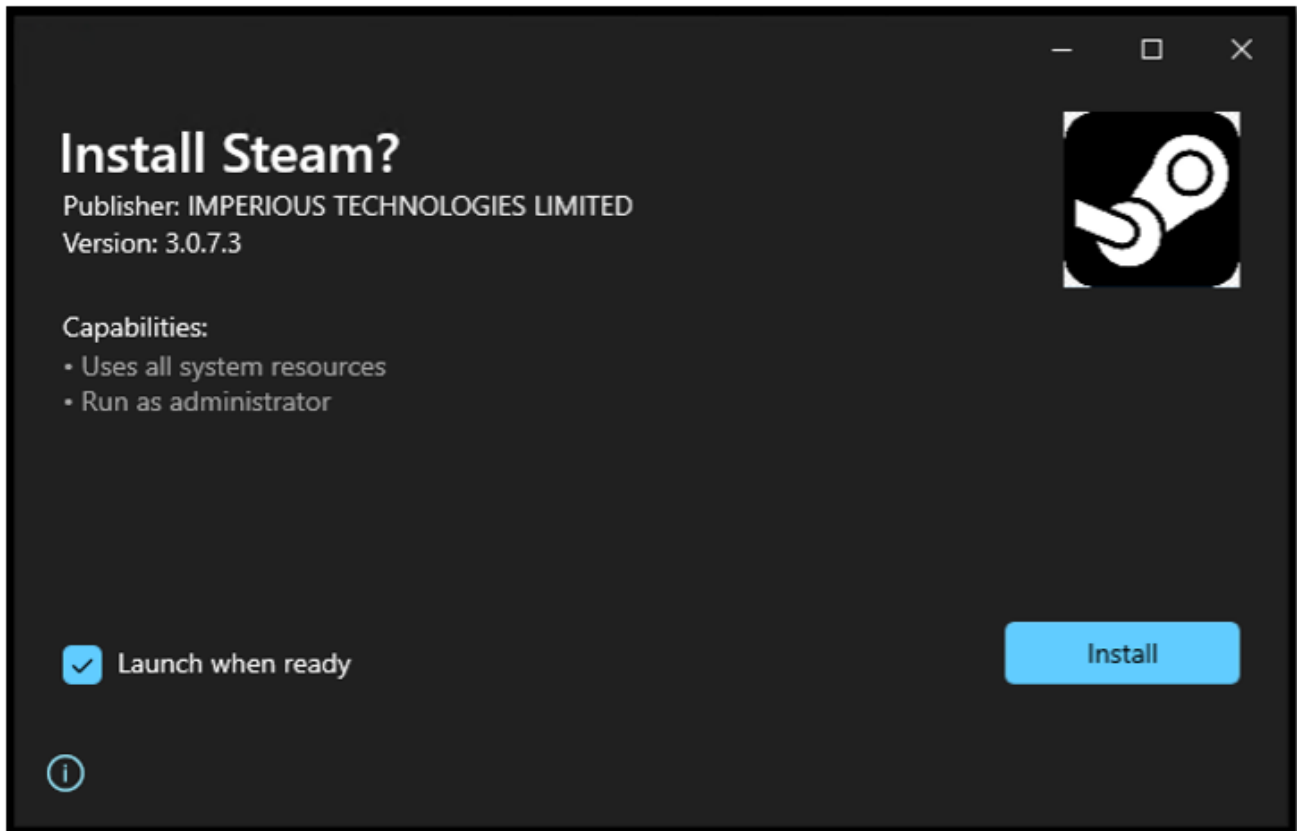 Install Steam?
Publisher: IMPERIOUS TECHNOLOGIES LIMITED
Version: 3.0.7.3
Capabilities:
• Uses all system resources
• Run as administrator
Launch when ready
Install